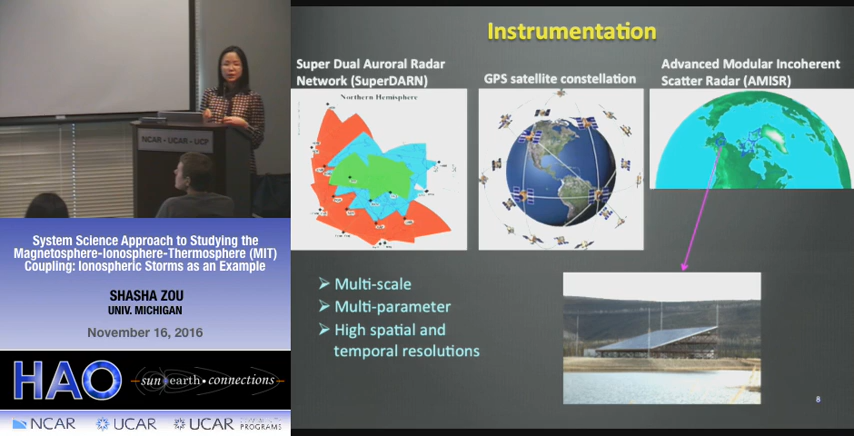 NCAR • UCAR • UCP
System Science Approach to Studying the
Magnetosphere-Ionosphere-Thermosphere (MIT)
Coupling: Ionospheric Storms as an Example
SHASHA ZOU
UNIV. MICHIGAN
November 16, 2016
HAO
sun earth • connections
NCAR
UCAR
UCAR
PROGRAMS
Instrumentation
Super Dual Auroral Radar
Network (SuperDARN)
Northern Hemisphere
GPS satellite constellation
Advanced Modular Incoherent
Scatter Radar (AMISR)
➢ Multi-scale
➢ Multi-parameter
➢ High spatial and
temporal resolutions
8